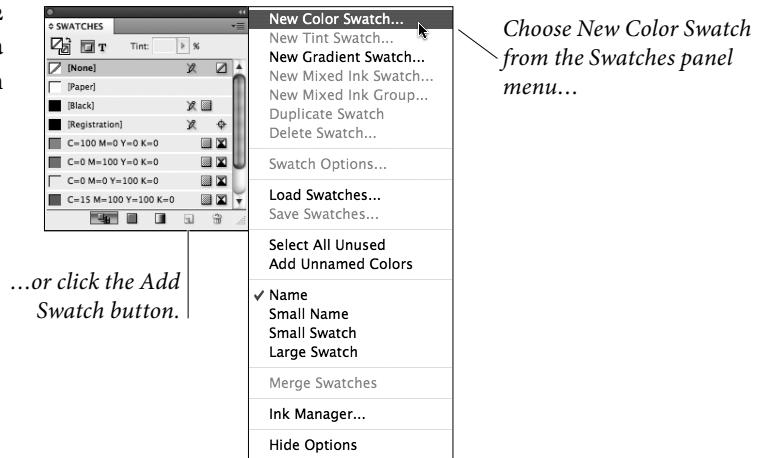 SWATCHES
T Tint: %
[None]
[Paper]
[Black]
[Registration]
C=100 M=0 Y=0 K=0
C=0 M=100 Y=0 K=0
C=0 M=0 Y=100 K=0
C=15 M=100 Y=100 K=0
New Color Swatch...
New Tint Swatch...
New Gradient Swatch...
New Mixed Ink Swatch...
New Mixed Ink Group...
Duplicate Swatch
Delete Swatch...
Swatch Options...
Load Swatches...
Save Swatches...
Select All Unused
Add Unnamed Colors
Name
Small Name
Small Swatch
Large Swatch
Merge Swatches
Ink Manager...
Hide Options
Choose New Color Swatch
from the Swatches panel
menu…
…or click the Add
Swatch button.